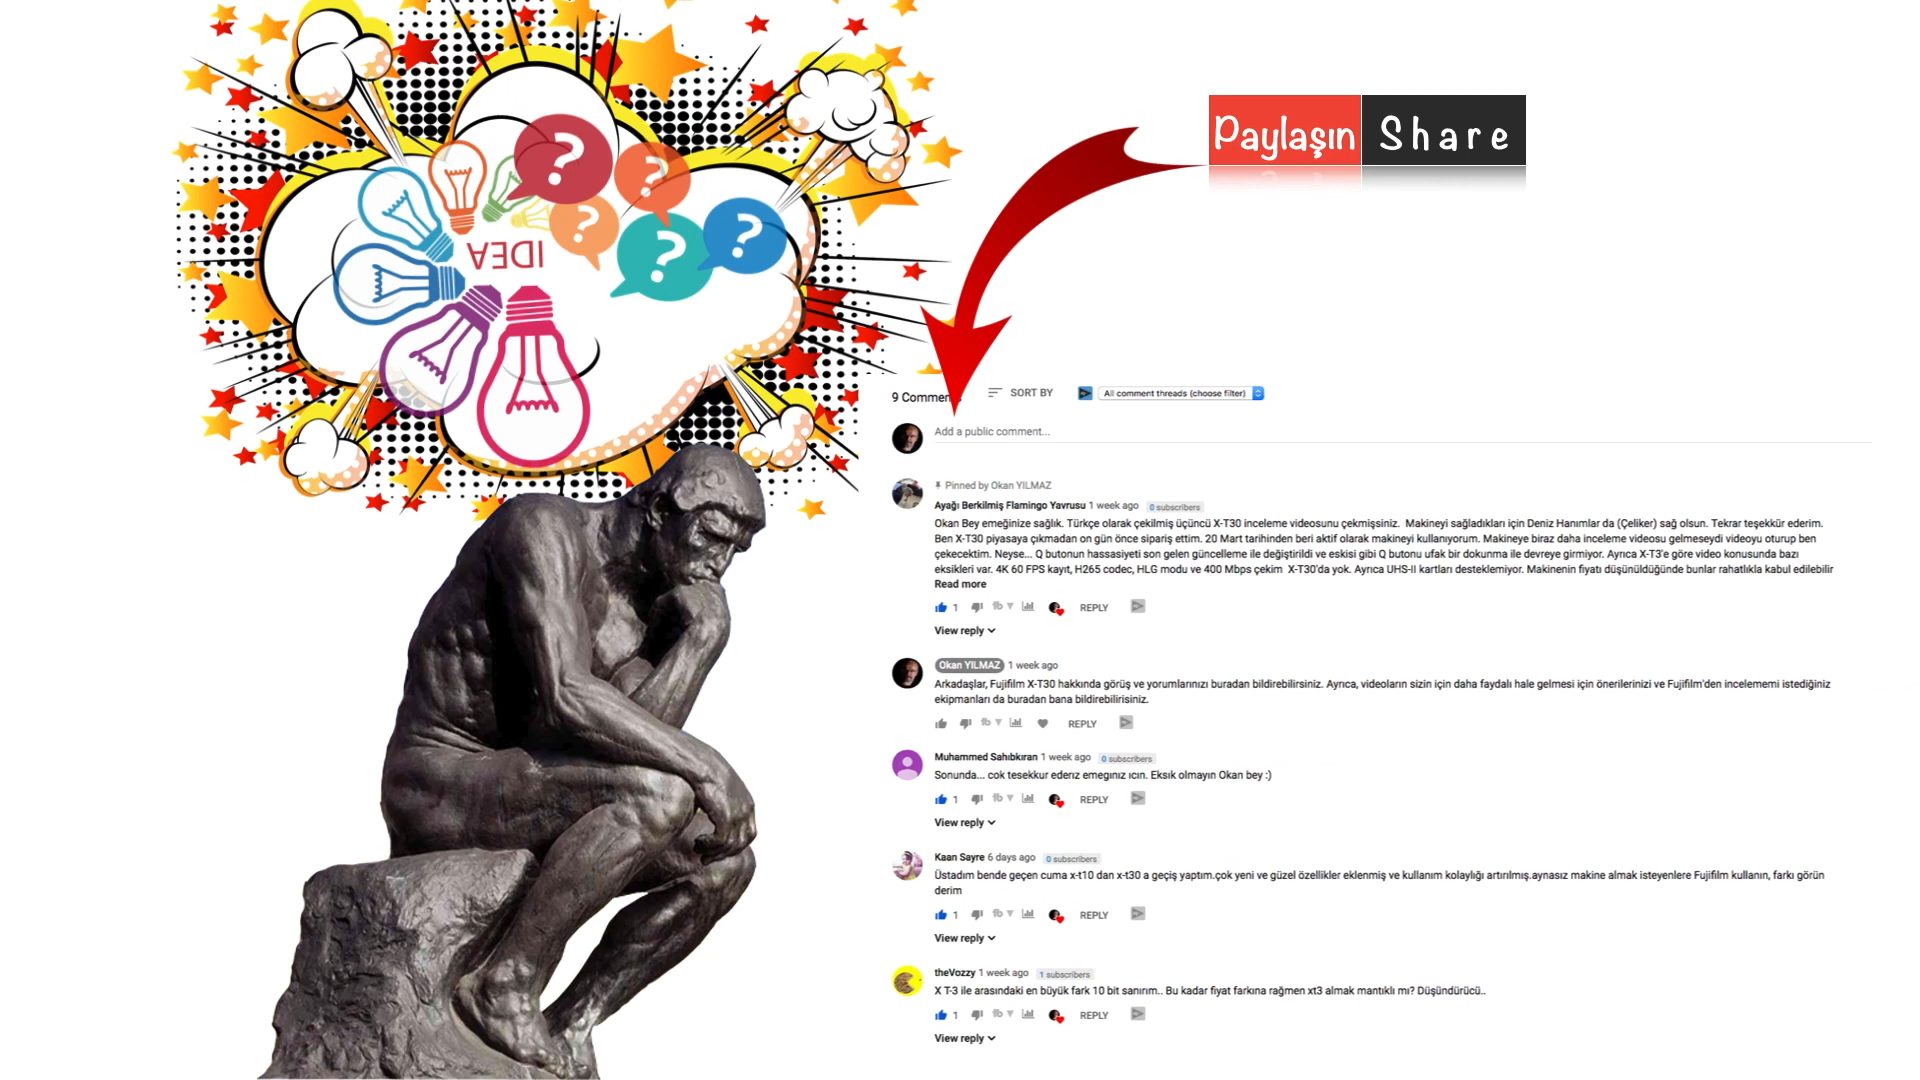 Paylaşın Share
? ? ? ? ?
IDEA
9 Commen
SORT BY
All comment threads (choose filter)
Add a public comment...
Pinned by Okan YILMAZ
Ayağı Berkilmiş Flamingo Yavrusu 1 week ago 0 subscribers
Okan Bey emeğinize sağlık. Türkçe olarak çekilmiş üçüncü X-T30 inceleme videosunu çekmişsiniz. Makineyi sağladıkları için Deniz Hanımlar da (Çeliker) sağ olsun. Tekrar teşekkür ederim.
Ben X-T30 piyasaya çıkmadan on gün önce sipariş ettim. 20 Mart tarihinden beri aktif olarak makineyi kullanıyorum. Makineye biraz daha inceleme videosu gelmeseydi videoyu oturup ben
çekecektim. Neyse... Q butonun hassasiyeti son gelen güncelleme ile değiştirildi ve eskisi gibi Q butonu ufak bir dokunma ile devreye girmiyor. Ayrıca X-T3'e göre video konusunda bazı
eksikleri var. 4K 60 FPS kayıt, H265 codec, HLG modu ve 400 Mbps çekim X-T30'da yok. Ayrıca UHS-II kartları desteklemiyor. Makinenin fiyatı düşünüldüğünde bunlar rahatlıkla kabul edilebilir
Read more
1 REPLY
View reply
Okan YILMAZ 1 week ago
Arkadaşlar, Fujifilm X-T30 hakkında görüş ve yorumlarınızı buradan bildirebilirsiniz. Ayrıca, videoların sizin için daha faydalı hale gelmesi için önerilerinizi ve Fujifilm'den incelememi istediğiniz
ekipmanları da buradan bana bildirebilirisiniz.
REPLY
Muhammed Sahıbkıran 1 week ago 0 subscribers
Sonunda... cok tesekkur ederız emegınız ıcın. Eksık olmayın Okan bey :)
1 REPLY
View reply
Kaan Sayre 6 days ago 0 subscribers
Üstadım bende geçen cuma x-t10 dan x-t30 a geçiş yaptım.çok yeni ve güzel özellikler eklenmiş ve kullanım kolaylığı artırılmış.aynasız makine almak isteyenlere Fujifilm kullanın, farkı görün
derim
1 REPLY
View reply
theVozzy 1 week ago 1 subscribers
X T-3 ile arasındaki en büyük fark 10 bit sanırım.. Bu kadar fiyat farkına rağmen xt3 almak mantıklı mı? Düşündürücü..
1 REPLY
View reply